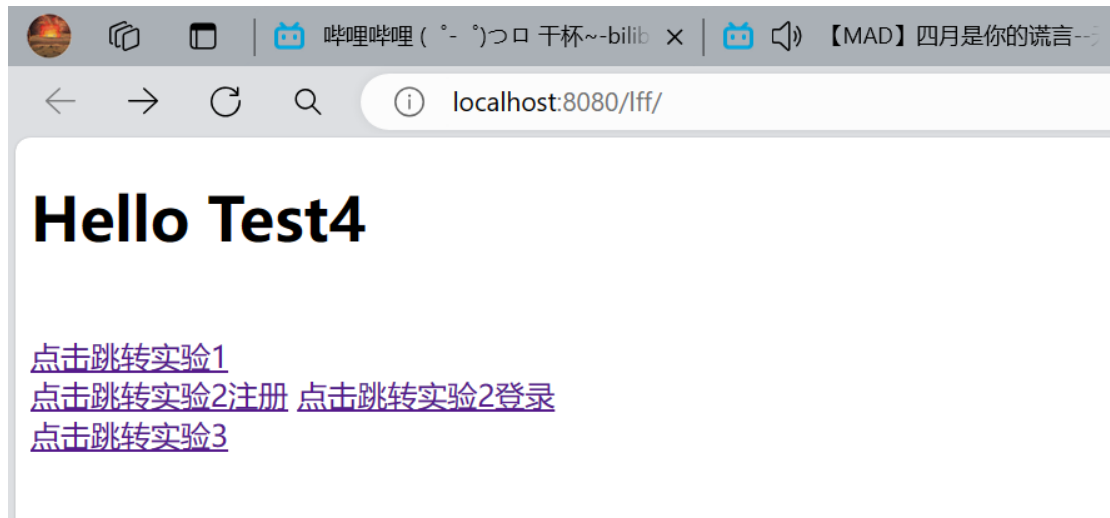 哔哩哔哩 ( ゜- ゜)つロ 干杯~-bilib
【MAD】四月是你的谎言--
localhost:8080/lff/
Hello Test4
点击跳转实验1
点击跳转实验2注册 点击跳转实验2登录
点击跳转实验3